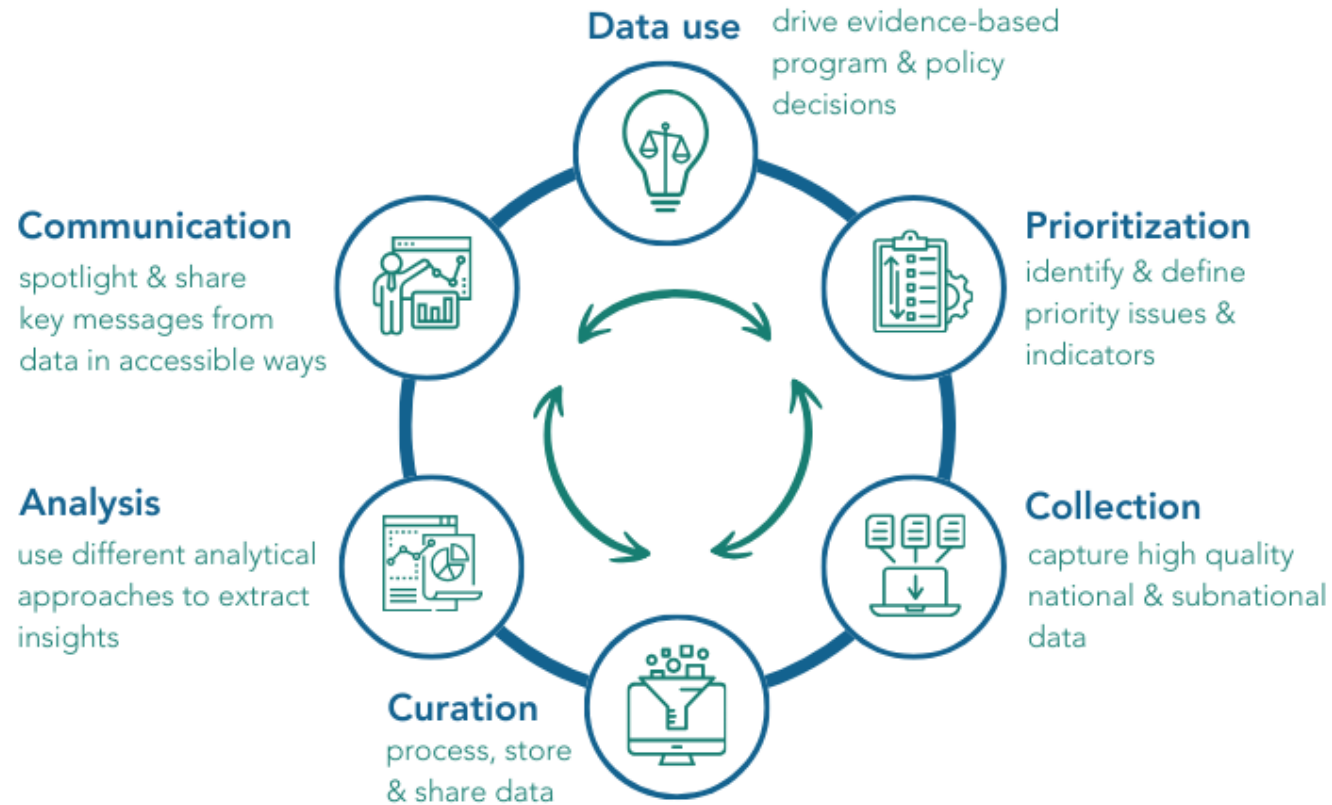 Data use
drive evidence-based
program & policy
decisions
Prioritization
identify & define
priority issues &
indicators
Collection
capture high quality
national & subnational
data
Curation
process, store
& share data
Analysis
use different analytical
approaches to extract
insights
Communication
spotlight & share
key messages from
data in accessible ways